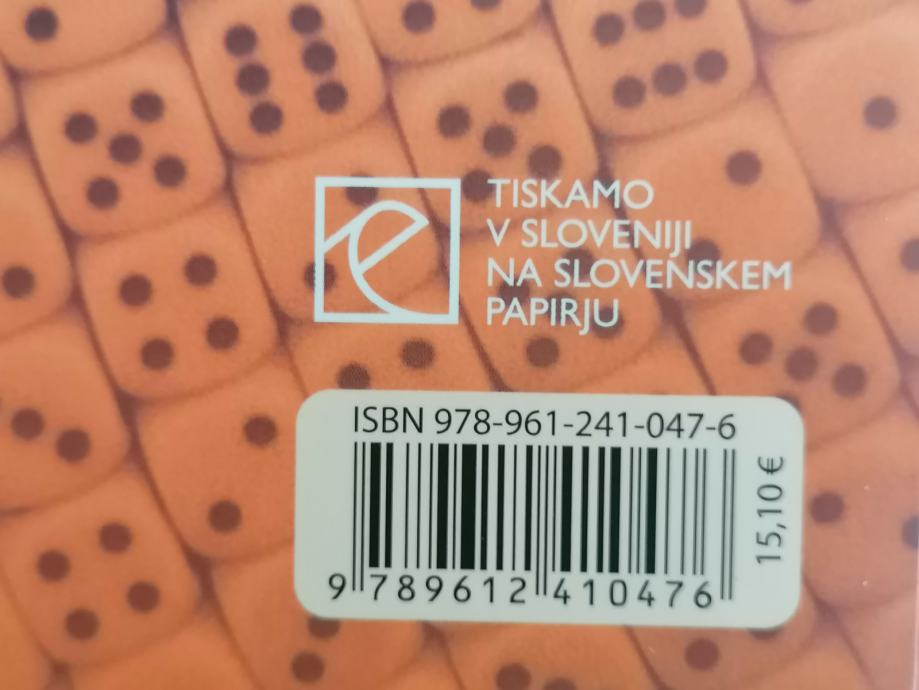 TISKAMO
V SLOVENIJI
NA SLOVENSKEM
PAPIRJU
ISBN 978-961-241-047-6
15,10 €
9 789612 410476